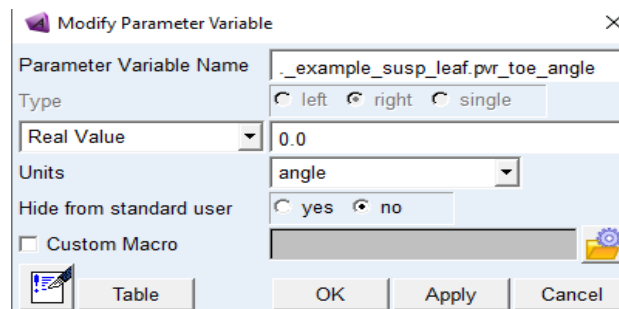 Modify Parameter Variable
Parameter Variable Name ._example_susp_leaf.pvr_toe_angle
Type left right single
Real Value 0.0
Units angle
Hide from standard user yes no
Custom Macro
Table OK Apply Cancel